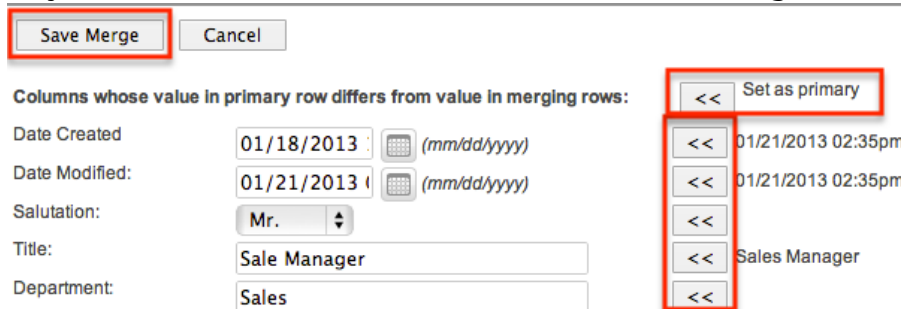 Save Merge Cancel
Columns whose value in primary row differs from value in merging rows: << Set as primary
Date Created 01/18/2013 (mm/dd/yyyy) << 01/21/2013 02:35pm
Date Modified: 01/21/2013 (mm/dd/yyyy) << 01/21/2013 02:35pm
Salutation: Mr. <<
Title: Sale Manager << Sales Manager
Department: Sales <<